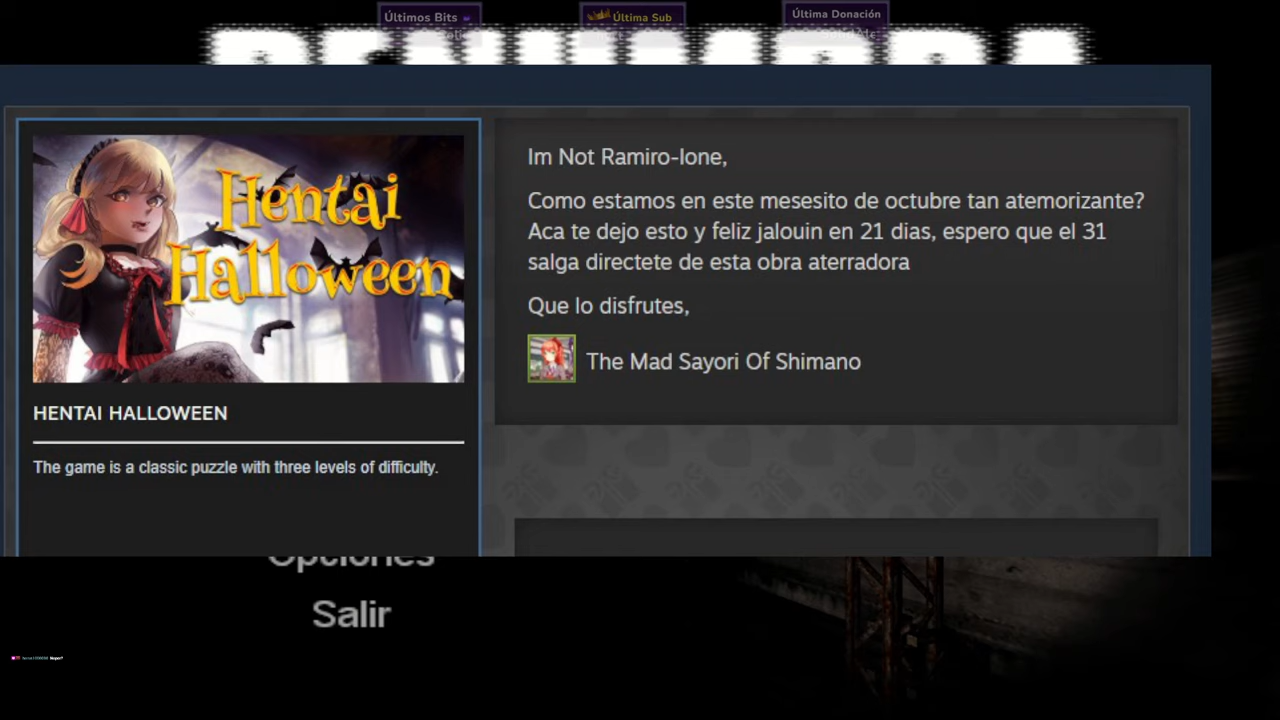 Últimos Bits
Última Sub
Última Donación
PENUMBRA
Im Not Ramiro-Ione,
Como estamos en este mesesito de octubre tan atemorizante?
Aca te dejo esto y feliz jalouin en 21 dias, espero que el 31
salga directete de esta obra aterradora
Que lo disfrutes,
The Mad Sayori Of Shimano
Hentai
Halloween
HENTAI HALLOWEEN
The game is a classic puzzle with three levels of difficulty.
Opciones
Salir